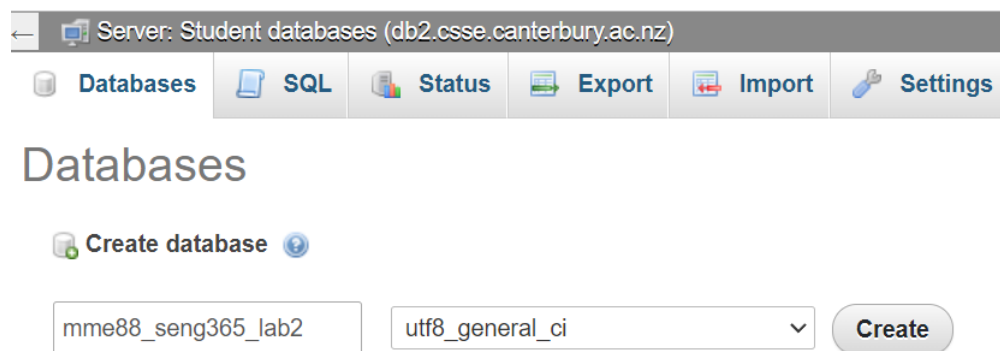 Server: Student databases (db2.csse.canterbury.ac.nz)
Databases SQL Status Export Import Settings
Databases
Create database
mme88_seng365_lab2 utf8_general_ci Create